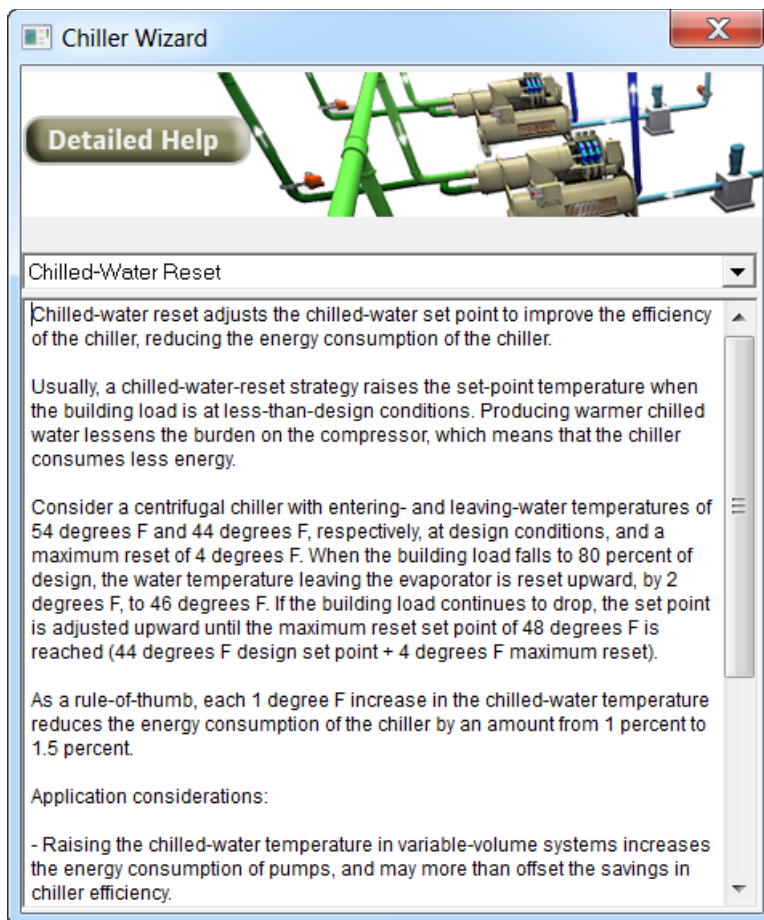 Chiller Wizard
Detailed Help
Chilled-Water Reset
Chilled-water reset adjusts the chilled-water set point to improve the efficiency
of the chiller, reducing the energy consumption of the chiller.
Usually, a chilled-water-reset strategy raises the set-point temperature when
the building load is at less-than-design conditions. Producing warmer chilled
water lessens the burden on the compressor, which means that the chiller
consumes less energy.
Consider a centrifugal chiller with entering- and leaving-water temperatures of
54 degrees F and 44 degrees F, respectively, at design conditions, and a
maximum reset of 4 degrees F. When the building load falls to 80 percent of
design, the water temperature leaving the evaporator is reset upward, by 2
degrees F, to 46 degrees F. If the building load continues to drop, the set point
is adjusted upward until the maximum reset set point of 48 degrees F is
reached (44 degrees F design set point + 4 degrees F maximum reset).
As a rule-of-thumb, each 1 degree F increase in the chilled-water temperature
reduces the energy consumption of the chiller by an amount from 1 percent to
1.5 percent.
Application considerations:
- Raising the chilled-water temperature in variable-volume systems increases
the energy consumption of pumps, and may more than offset the savings in
chiller efficiency.